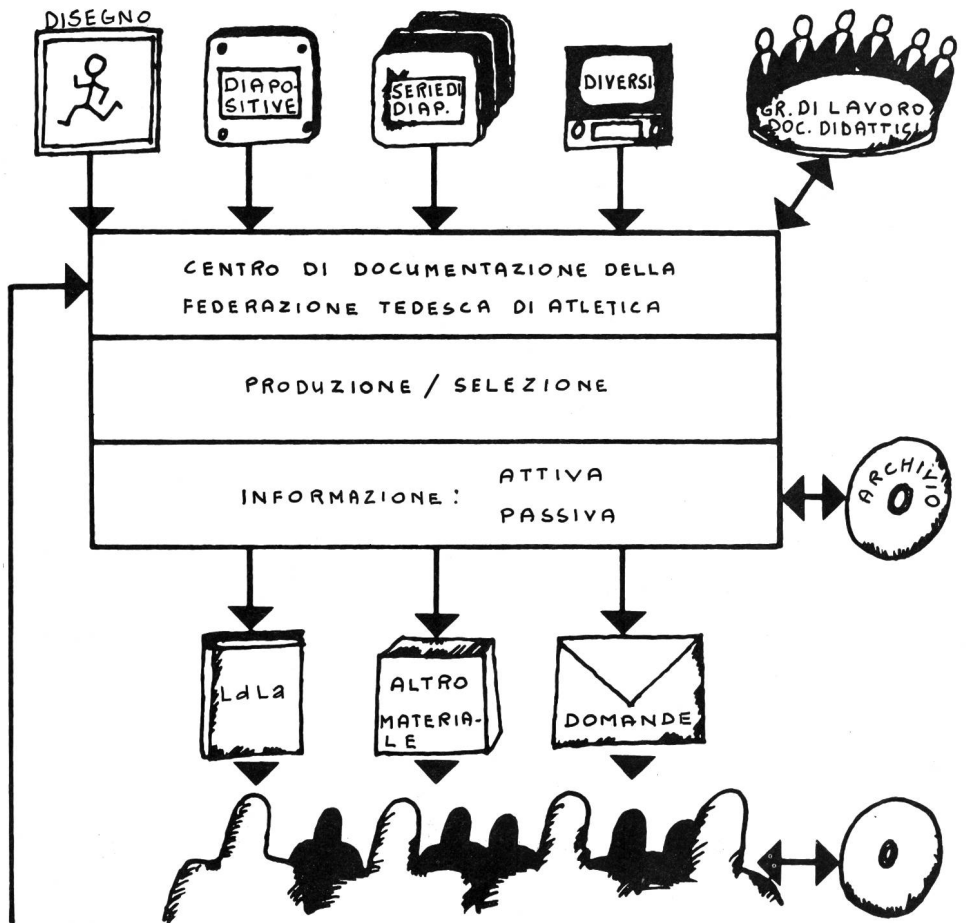 DISEGNO
DIAPO-
SITIVE
SERIE DI
DIAP.
DIVERSI
GR. DI LAVORO
DOC. DIDATTICI
CENTRO DI DOCUMENTAZIONE DELLA
FEDERAZIONE TEDESCA DI ATLETICA
PRODUZIONE / SELEZIONE
INFORMAZIONE: ATTIVA
PASSIVA
ARCHIVIO
LdLa
ALTRO
MATERIA-
LE
DOMANDE